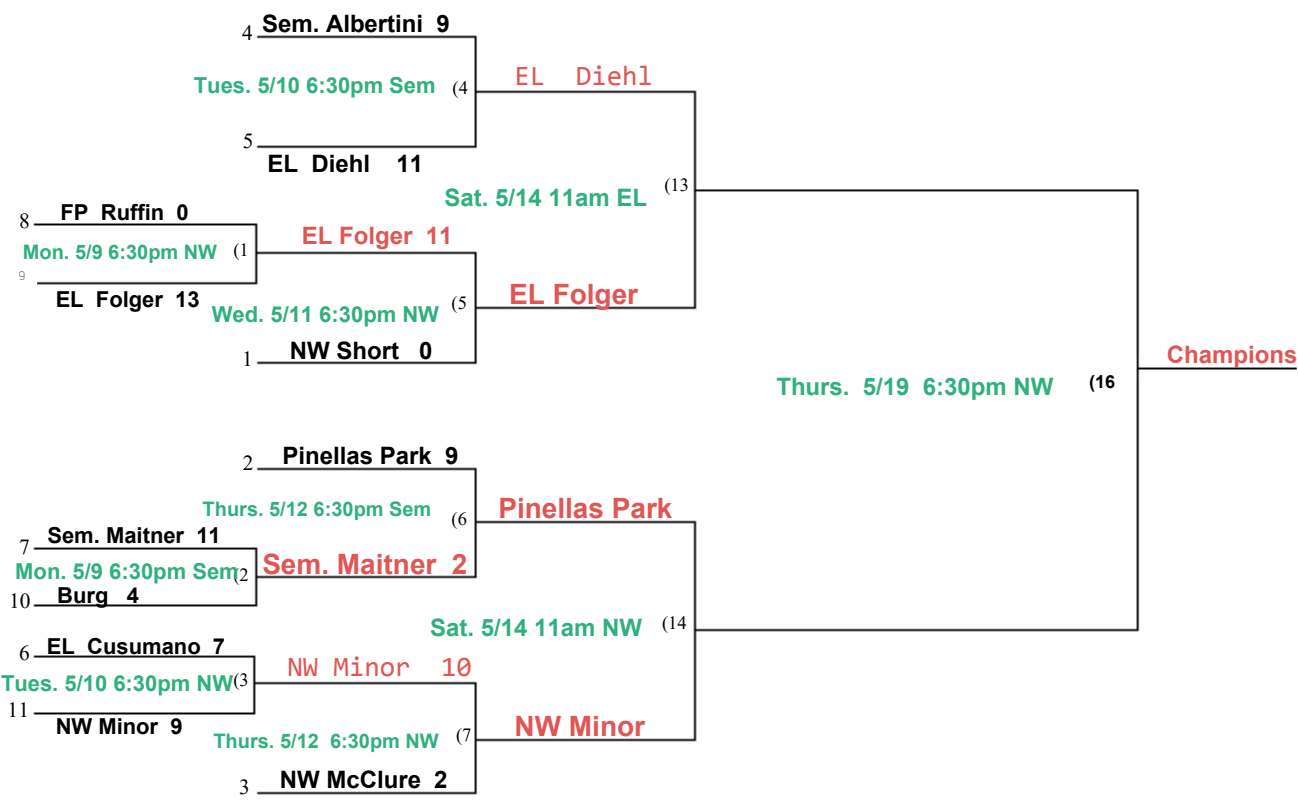 4 Sem. Albertini 9
Tues. 5/10 6:30pm Sem (4
EL Diehl
5
EL Diehl 11
Sat. 5/14 11am EL (13
8 FP Ruffin 0
Mon. 5/9 6:30pm NW (1
EL Folger 11
9
EL Folger 13
Wed. 5/11 6:30pm NW (5
EL Folger
1 NW Short 0
Champions
Thurs. 5/19 6:30pm NW (16
2 Pinellas Park 9
Thurs. 5/12 6:30pm Sem (6
Pinellas Park
7 Sem. Maitner 11
Mon. 5/9 6:30pm Sem (2
Sem. Maitner 2
10 Burg 4
Sat. 5/14 11am NW (14
6 EL Cusumano 7
Tues. 5/10 6:30pm NW (3
NW Minor 10
11
NW Minor 9
Thurs. 5/12 6:30pm NW (7
NW Minor
3 NW McClure 2